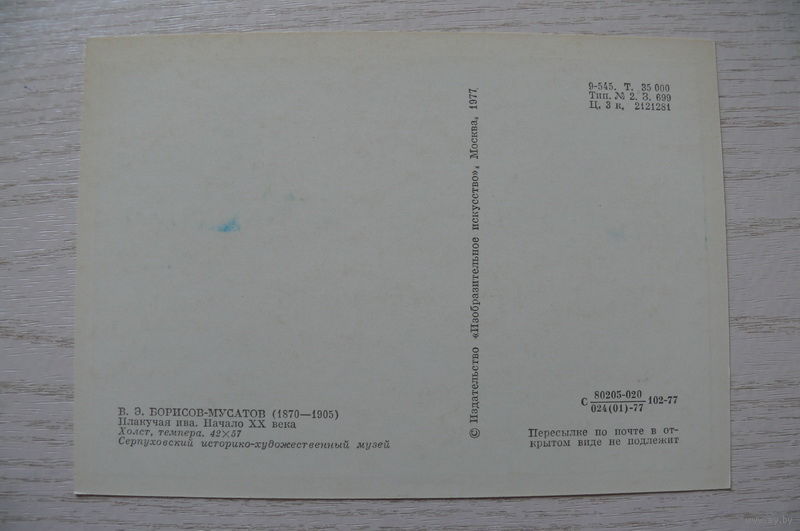 9-545. Т. 35 000
Тип. № 2. З. 699
Ц. 3 к. 2121281
© Издательство «Изобразительное искусство», Москва, 1977
В. Э. БОРИСОВ-МУСАТОВ (1870—1905)
Плакучая ива. Начало XX века
Холст, темпера. 42×57
Серпуховский историко-художественный музей
С 80205-020 / 024(01)-77 102-77
Пересылке по почте в от-
крытом виде не подлежит